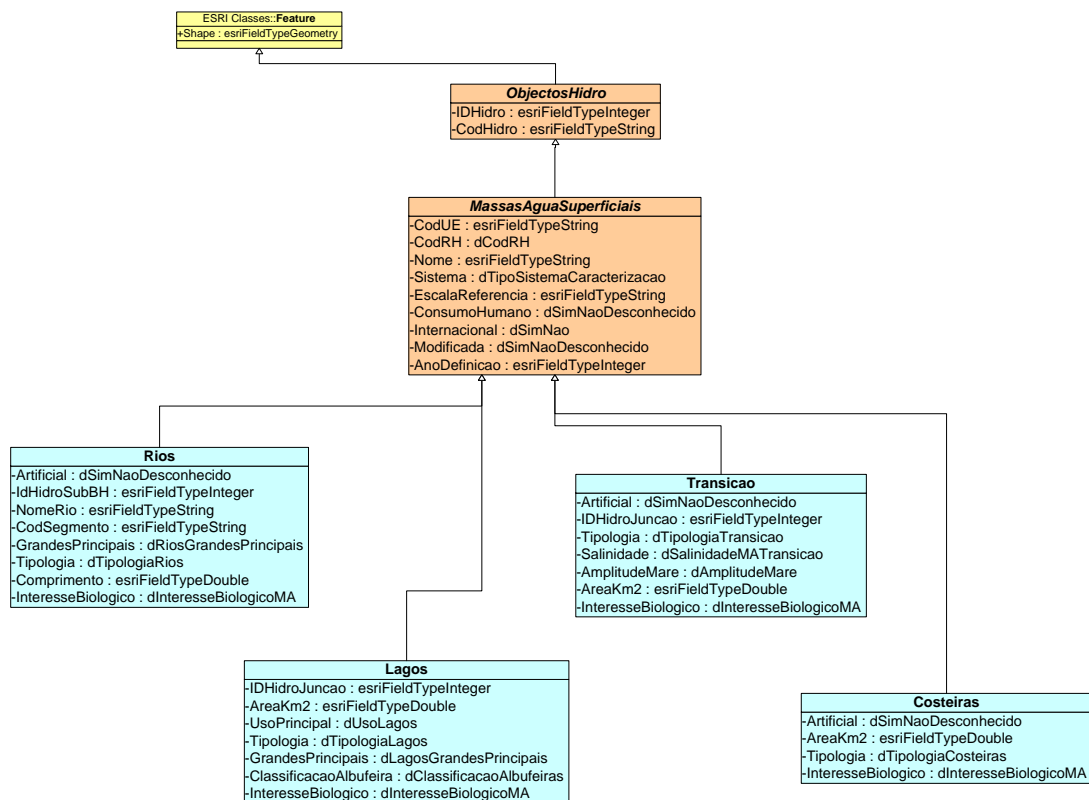 ESRI Classes::Feature
+Shape : esriFieldTypeGeometry
ObjectosHidro
-IDHidro : esriFieldTypeInteger
-CodHidro : esriFieldTypeString
MassasAguaSuperficiais
-CodUE : esriFieldTypeString
-CodRH : dCodRH
-Nome : esriFieldTypeString
-Sistema : dTipoSistemaCaracterizacao
-EscalaReferencia : esriFieldTypeString
-ConsumoHumano : dSimNaoDesconhecido
-Internacional : dSimNao
-Modificada : dSimNaoDesconhecido
-AnoDefinicao : esriFieldTypeInteger
Rios
-Artificial : dSimNaoDesconhecido
-IdHidroSubBH : esriFieldTypeInteger
-NomeRio : esriFieldTypeString
-CodSegmento : esriFieldTypeString
-GrandesPrincipais : dRiosGrandesPrincipais
-Tipologia : dTipologiaRios
-Comprimento : esriFieldTypeDouble
-InteresseBiologico : dInteresseBiologicoMA
Transicao
-Artificial : dSimNaoDesconhecido
-IDHidroJuncao : esriFieldTypeInteger
-Tipologia : dTipologiaTransicao
-Salinidade : dSalinidadeMATransicao
-AmplitudeMare : dAmplitudeMare
-AreaKm2 : esriFieldTypeDouble
-InteresseBiologico : dInteresseBiologicoMA
Lagos
-IDHidroJuncao : esriFieldTypeInteger
-AreaKm2 : esriFieldTypeDouble
-UsoPrincipal : dUsoLagos
-Tipologia : dTipologiaLagos
-GrandesPrincipais : dLagosGrandesPrincipais
-ClassificacaoAlbufeira : dClassificacaoAlbufeiras
-InteresseBiologico : dInteresseBiologicoMA
Costeiras
-Artificial : dSimNaoDesconhecido
-AreaKm2 : esriFieldTypeDouble
-Tipologia : dTipologiaCosteiras
-InteresseBiologico : dInteresseBiologicoMA